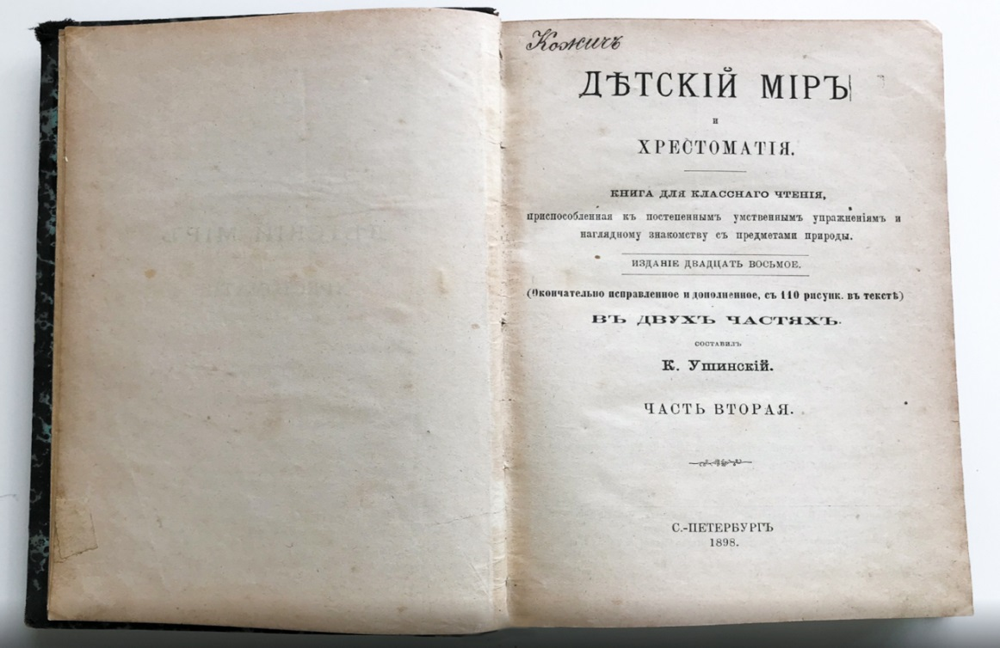 Кожичъ
ДѢТСКІЙ МІРЪ
и
ХРЕСТОМАТІЯ.
КНИГА ДЛЯ КЛАССНАГО ЧТЕНІЯ,
приспособленная къ постепеннымъ умственнымъ упражненіямъ и
нагляdному знакомству съ предметами природы.
ИЗДАНІЕ ДВАДЦАТЬ ВОСЬМОЕ.
(Окончательно исправленное и дополненное, съ 110 рисунк. въ текстѣ)
ВЪ ДВУХЪ ЧАСТЯХЪ.
СОСТАВИЛЪ
К. Ушинскій.
ЧАСТЬ ВТОРАЯ.
С.-ПЕТЕРБУРГЪ
1898.